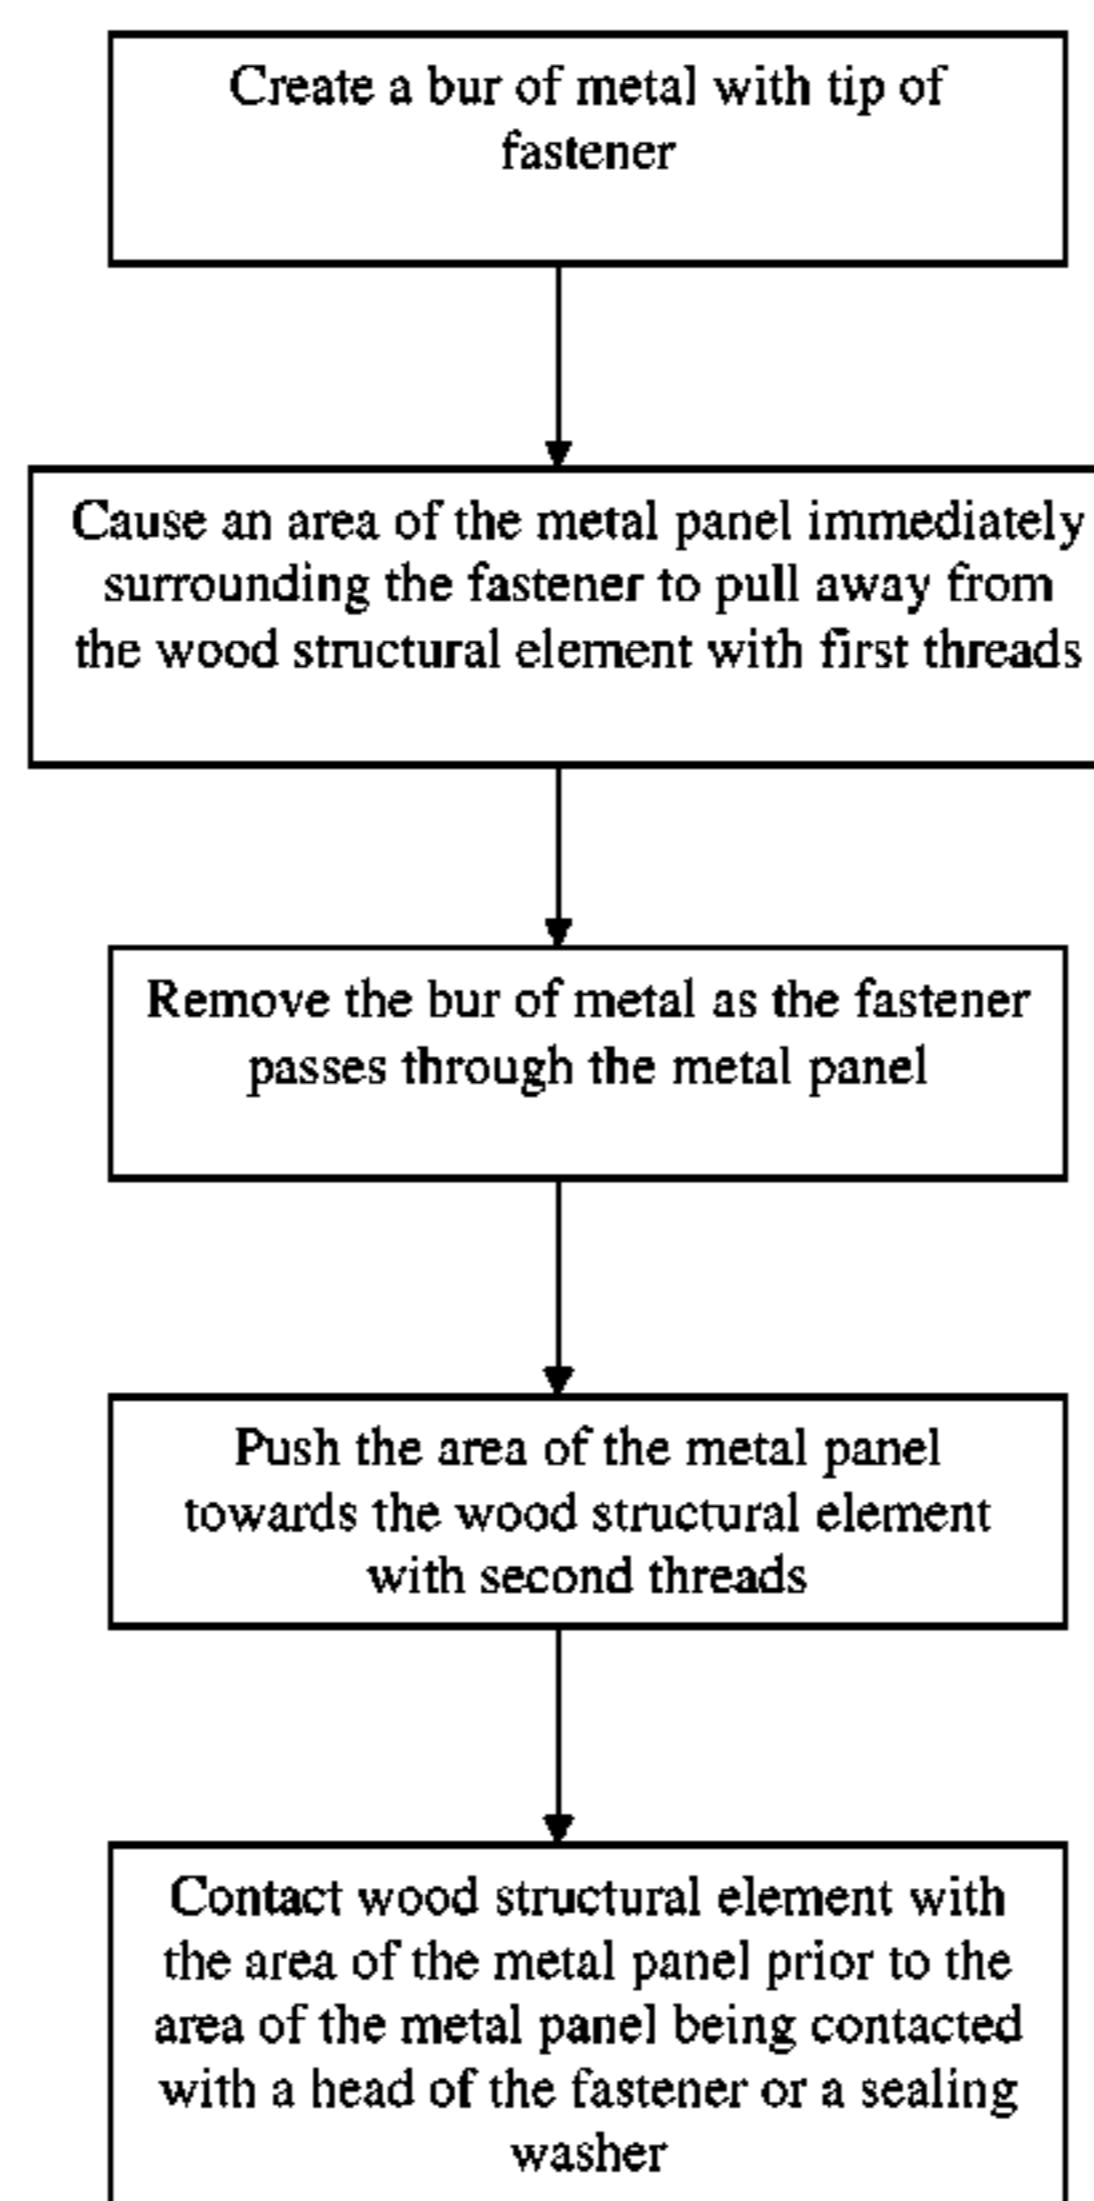 Create a bur of metal with tip of
fastener
Cause an area of the metal panel immediately
surrounding the fastener to pull away from
the wood structural element with first threads
Remove the bur of metal as the fastener
passes through the metal panel
Push the area of the metal panel
towards the wood structural element
with second threads
Contact wood structural element with
the area of the metal panel prior to the
area of the metal panel being contacted
with a head of the fastener or a sealing
washer